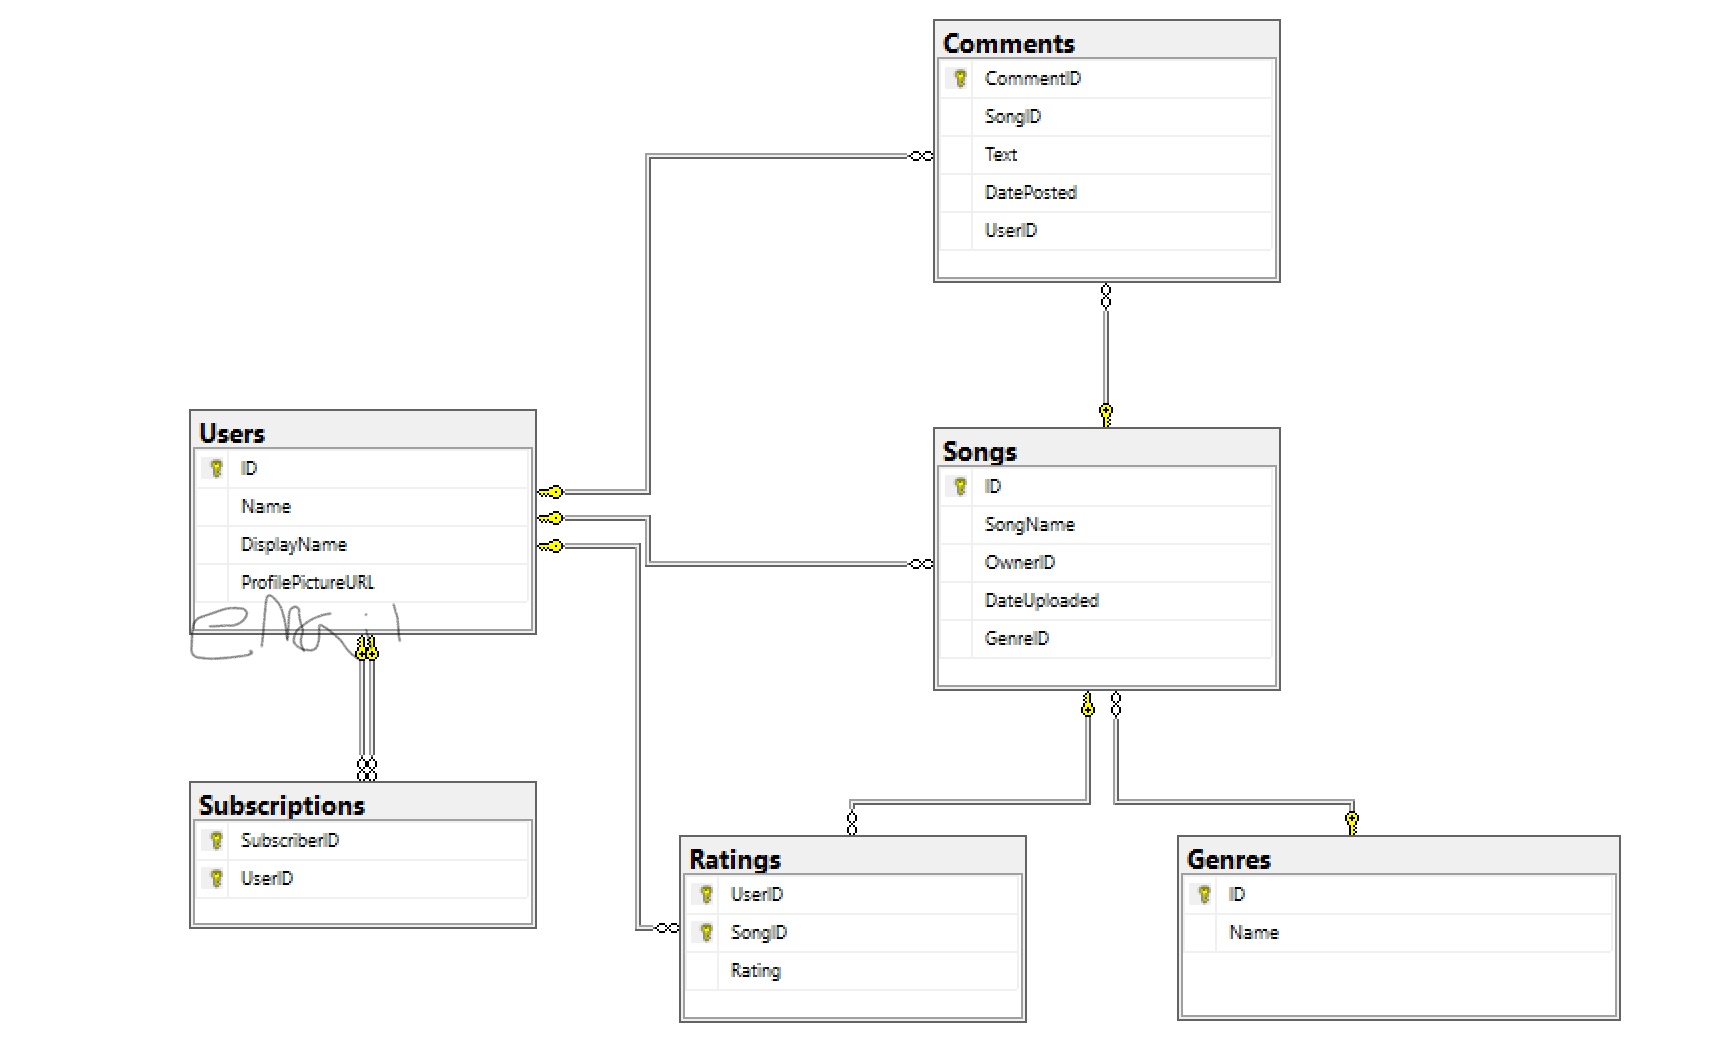 Comments
CommentID
SongID
Text
DatePosted
UserID
Users
ID
Name
DisplayName
ProfilePictureURL
email
Songs
ID
SongName
OwnerID
DateUploaded
GenreID
Subscriptions
SubscriberID
UserID
Ratings
UserID
SongID
Rating
Genres
ID
Name